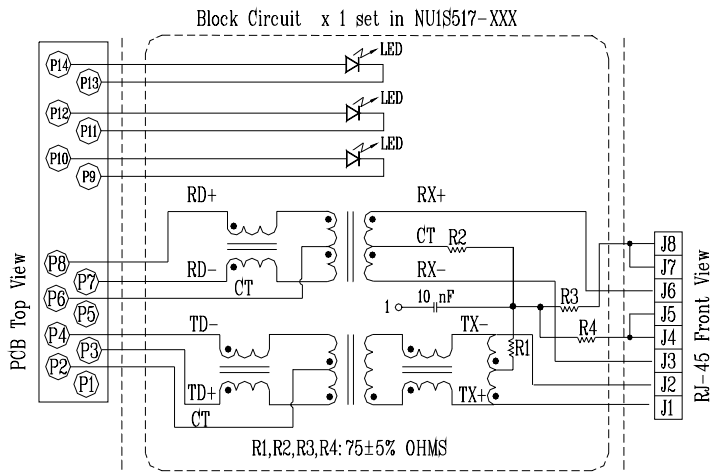 Block Circuit x 1 set in NU1S517-XXX
P14
LED
P13
P12
LED
P11
P10
LED
P9
RD+
RX+
CT
R2
P8
J8
P7
RD-
RX-
J7
CT
P6
J6
10 nF
R3
1
P5
J5
P4
TD-
TX-
R4
J4
P3
R1
J3
P2
J2
P1
TD+
TX+
J1
CT
PCB Top View
RJ-45 Front View
R1,R2,R3,R4:75±5% OHMS